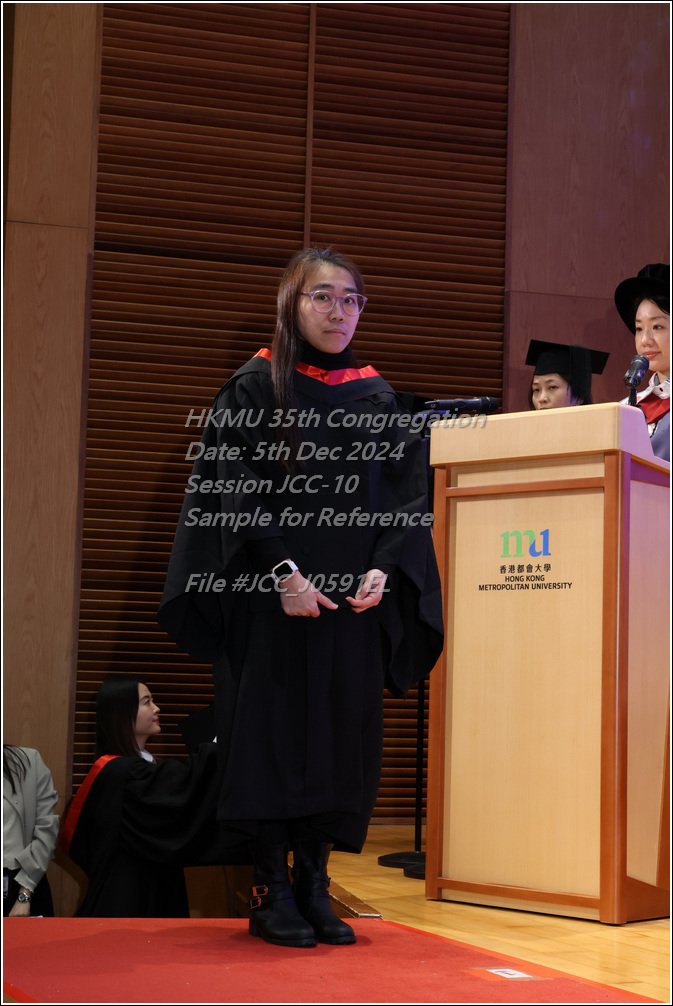 HKMU 35th Congregation
Date: 5th Dec 2024
Session JCC-10
Sample for Reference
File #JCC_J0591EL
mu
香港都會大學
HONG KONG
METROPOLITAN UNIVERSITY